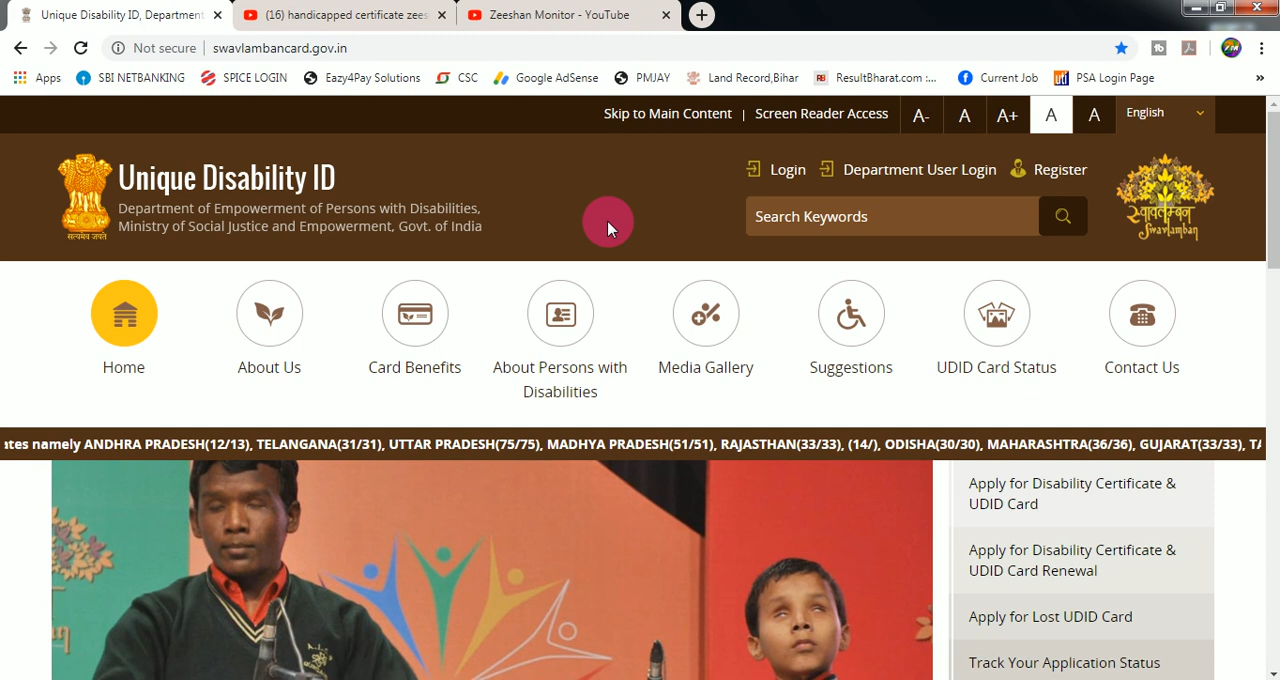 Unique Disability ID, Department
(16) handicapped certificate zees
Zeeshan Monitor - YouTube
Not secure | swavlambancard.gov.in
Apps SBI NETBANKING SPICE LOGIN Eazy4Pay Solutions CSC Google AdSense PMJAY Land Record,Bihar ResultBharat.com :... Current Job PSA Login Page »
Skip to Main Content | Screen Reader Access A- A A+ A A English
Unique Disability ID
Department of Empowerment of Persons with Disabilities,
Ministry of Social Justice and Empowerment, Govt. of India
सत्यमेव जयते
Login Department User Login Register
Search Keywords
स्वावलम्बन
Swavlamban
Home
About Us
Card Benefits
About Persons with
Disabilities
Media Gallery
Suggestions
UDID Card Status
Contact Us
ates namely ANDHRA PRADESH(12/13), TELANGANA(31/31), UTTAR PRADESH(75/75), MADHYA PRADESH(51/51), RAJASTHAN(33/33), (14/), ODISHA(30/30), MAHARASHTRA(36/36), GUJARAT(33/33), TA
Apply for Disability Certificate &
UDID Card
Apply for Disability Certificate &
UDID Card Renewal
Apply for Lost UDID Card
Track Your Application Status